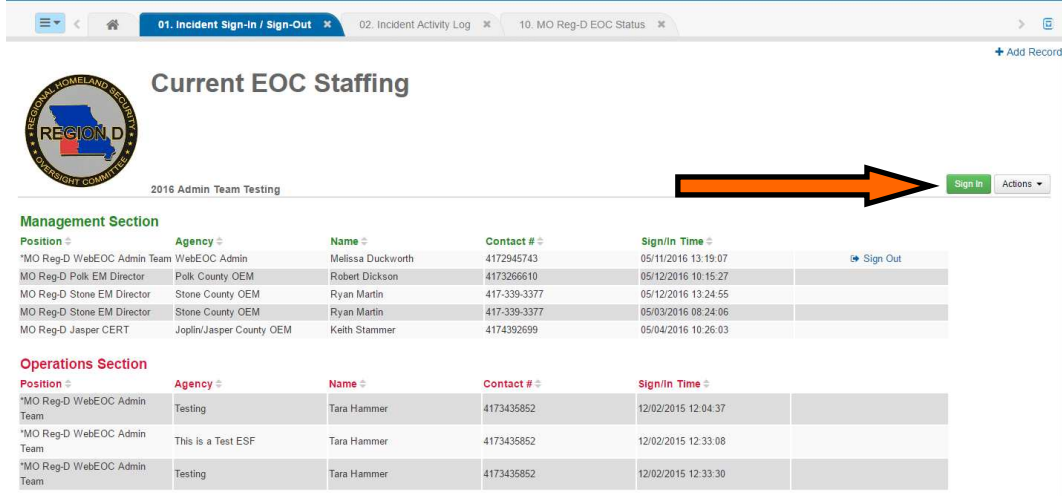 01. Incident Sign-In / Sign-Out ✖ 02. Incident Activity Log ✖ 10. MO Reg-D EOC Status ✖
+ Add Record
REGIONAL HOMELAND SECURITY
REGION D
OVERSIGHT COMMITTEE
Current EOC Staffing
2016 Admin Team Testing
Sign In Actions
Management Section
Position Agency Name Contact # Sign/In Time
*MO Reg-D WebEOC Admin Team WebEOC Admin Melissa Duckworth 4172945743 05/11/2016 13:19:07 Sign Out
MO Reg-D Polk EM Director Polk County OEM Robert Dickson 4173266610 05/12/2016 10:15:27
MO Reg-D Stone EM Director Stone County OEM Ryan Martin 417-339-3377 05/12/2016 13:24:55
MO Reg-D Stone EM Director Stone County OEM Ryan Martin 417-339-3377 05/03/2016 08:24:06
MO Reg-D Jasper CERT Joplin/Jasper County OEM Keith Stammer 4174392699 05/04/2016 10:26:03
Operations Section
Position Agency Name Contact # Sign/In Time
*MO Reg-D WebEOC Admin
Team Testing Tara Hammer 4173435852 12/02/2015 12:04:37
*MO Reg-D WebEOC Admin
Team This is a Test ESF Tara Hammer 4173435852 12/02/2015 12:33:08
*MO Reg-D WebEOC Admin
Team Testing Tara Hammer 4173435852 12/02/2015 12:33:30